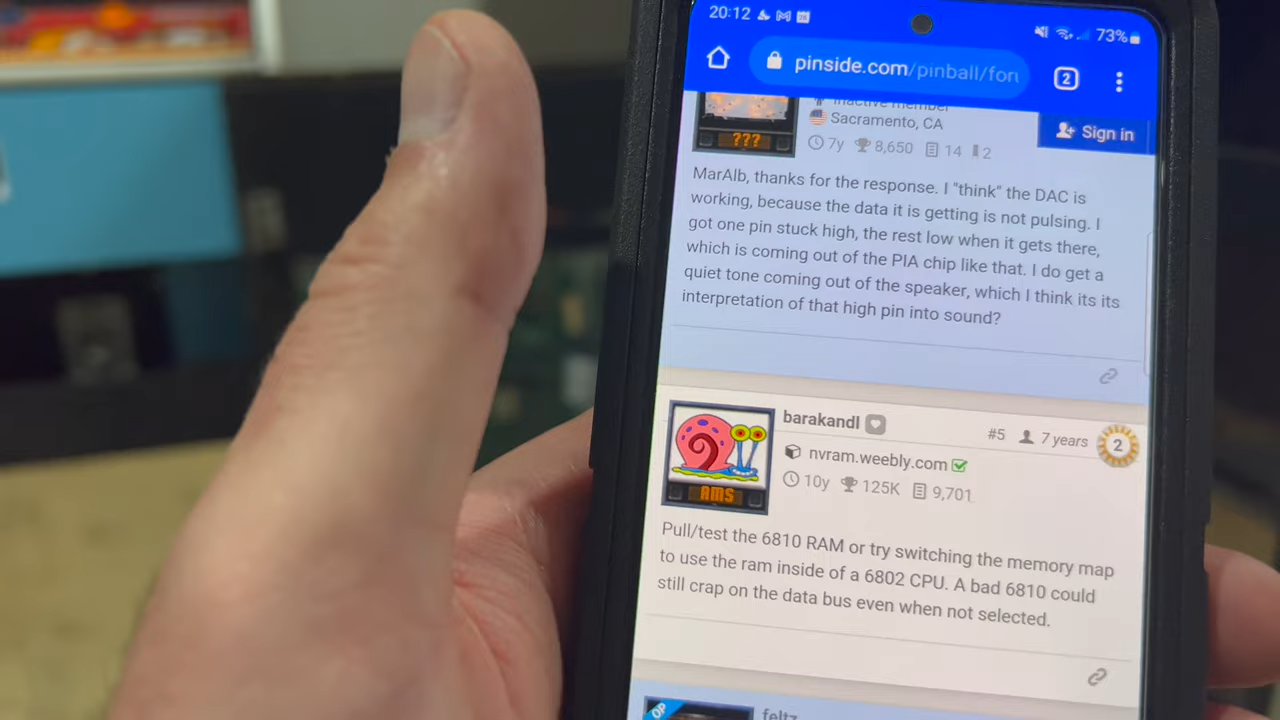 20:12
73%
pinside.com/pinball/for
2
Inactive member
Sacramento, CA
Sign in
???
7y 8,650 14 2
MarAlb, thanks for the response. I "think" the DAC is
working, because the data it is getting is not pulsing. I
got one pin stuck high, the rest low when it gets there,
which is coming out of the PIA chip like that. I do get a
quiet tone coming out of the speaker, which I think its its
interpretation of that high pin into sound?
barakandl
#5 7 years
2
nvram.weebly.com
10y 125K 9,701
RMS
Pull/test the 6810 RAM or try switching the memory map
to use the ram inside of a 6802 CPU. A bad 6810 could
still crap on the data bus even when not selected.
OP
feltz